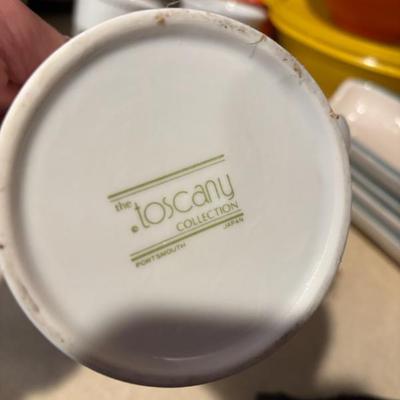 the toscany
COLLECTION
PORTSMOUTH JAPAN